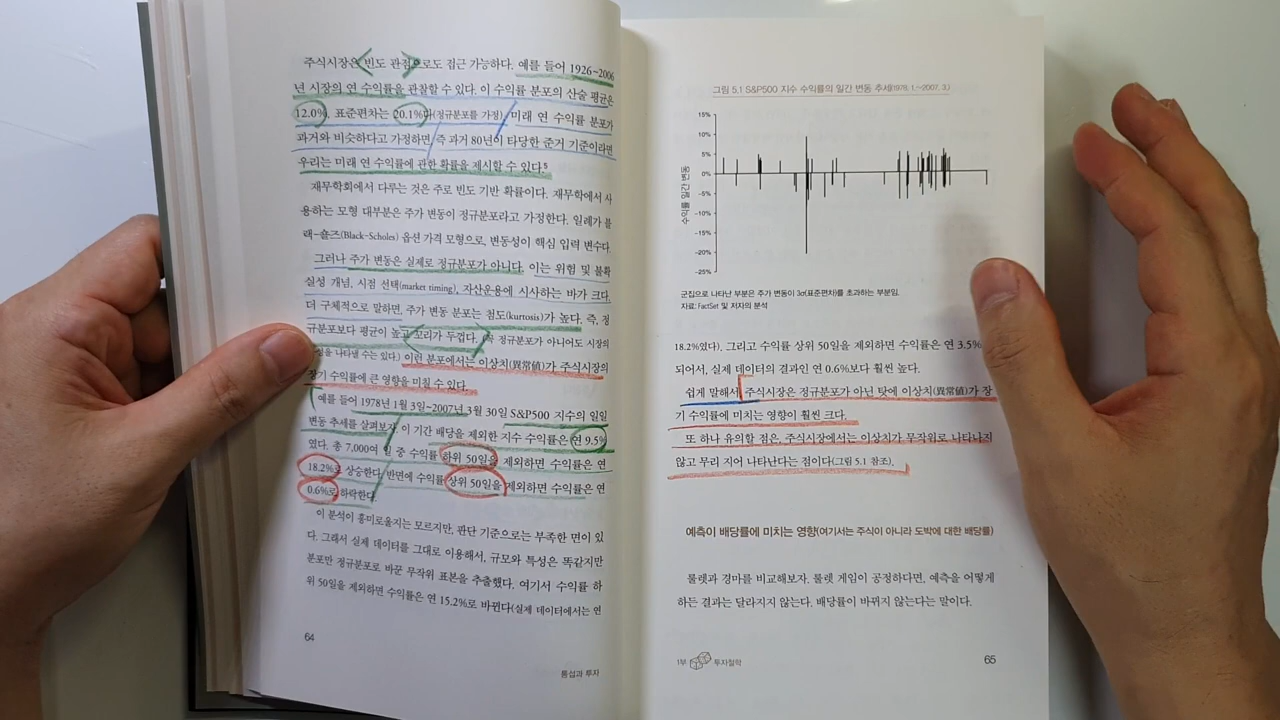 주식시장은 빈도 관점으로도 접근 가능하다. 예를 들어 1926~2006
년 시장의 연 수익률을 관찰할 수 있다. 이 수익률 분포의 산술 평균은
12.0%, 표준편차는 20.1%다(정규분포를 가정). 미래 연 수익률 분포가
과거와 비슷하다고 가정하면, 즉 과거 80년이 타당한 준거 기준이라면
우리는 미래 연 수익률에 관한 확률을 제시할 수 있다.5
재무학회에서 다루는 것은 주로 빈도 기반 확률이다. 재무학에서 사
용하는 모형 대부분은 주가 변동이 정규분포라고 가정한다. 일례가 블
랙-숄즈(Black-Scholes) 옵션 가격 모형으로, 변동성이 핵심 입력 변수다.
그러나 주가 변동은 실제로 정규분포가 아니다. 이는 위험 및 불확
실성 개념, 시점 선택(market timing), 자산운용에 시사하는 바가 크다.
더 구체적으로 말하면, 주가 변동 분포는 첨도(kurtosis)가 높다. 즉, 정
규분포보다 평균이 높고 꼬리가 두껍다. 정규분포가 아니어도 시장의
나타낼 수는 있다.) 이런 분포에서는 이상치(異常値)가 주식시장의
장기 수익률에 큰 영향을 미칠 수 있다.
예를 들어 1978년 1월 3일~2007년 3월 30일 S&P500 지수의 일일
변동 추세를 살펴보자. 이 기간 배당을 제외한 지수 수익률은 연 9.5%
였다. 총 7,000여 일 중 수익률 하위 50일을 제외하면 수익률은 연
18.2%로 상승한다. 반면에 수익률 상위 50일을 제외하면 수익률은 연
0.6%로 하락한다.
이 분석이 흥미로울지는 모르지만, 판단 기준으로는 부족한 면이 있
다. 그래서 실제 데이터를 그대로 이용해서, 규모와 특성은 똑같지만
분포만 정규분포로 바꾼 무작위 표본을 추출했다. 여기서 수익률 하
위 50일을 제외하면 수익률은 연 15.2%로 바뀐다(실제 데이터에서는 연
64
통섭과 투자
그림 5.1 S&P500 지수 수익률의 일간 변동 추세(1978. 1.~2007. 3.)
수익률 일간 변동
15%
10%
5%
0%
-5%
-10%
-15%
-20%
-25%
군집으로 나타난 부분은 주가 변동이 3σ(표준편차)를 초과하는 부분임.
자료: FactSet 및 저자의 분석
18.2%였다). 그리고 수익률 상위 50일을 제외하면 수익률은 연 3.5%
되어서, 실제 데이터의 결과인 연 0.6%보다 훨씬 높다.
쉽게 말해서, 주식시장은 정규분포가 아닌 탓에 이상치(異常値)가 장
기 수익률에 미치는 영향이 훨씬 크다.
또 하나 유의할 점은, 주식시장에서는 이상치가 무작위로 나타나지
않고 무리 지어 나타난다는 점이다(그림 5.1 참조).
예측이 배당률에 미치는 영향(여기서는 주식이 아니라 도박에 대한 배당률)
룰렛과 경마를 비교해보자. 룰렛 게임이 공정하다면, 예측을 어떻게
하든 결과는 달라지지 않는다. 배당률이 바뀌지 않는다는 말이다.
1부 투자철학
65